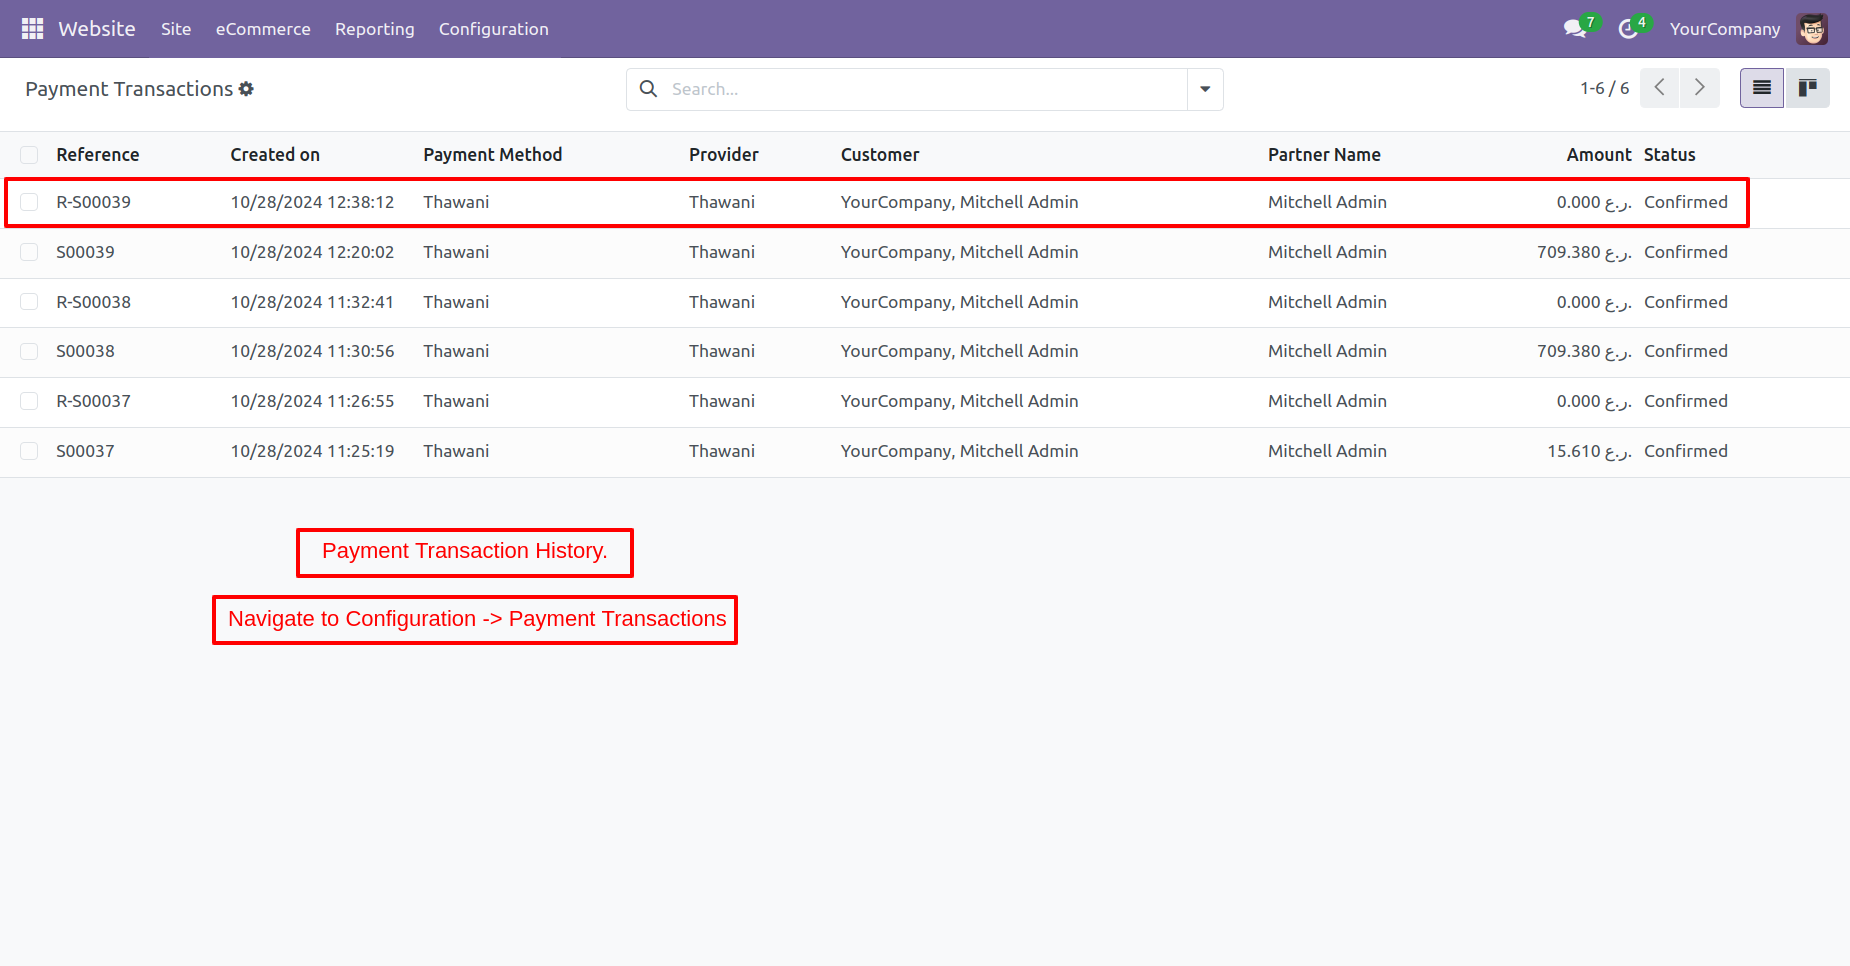 Website Site eCommerce Reporting Configuration 7 4 YourCompany
Payment Transactions Search... 1-6 / 6
Reference Created on Payment Method Provider Customer Partner Name Amount Status
R-S00039 10/28/2024 12:38:12 Thawani Thawani YourCompany, Mitchell Admin Mitchell Admin 0.000 ر.ع. Confirmed
S00039 10/28/2024 12:20:02 Thawani Thawani YourCompany, Mitchell Admin Mitchell Admin 709.380 ر.ع. Confirmed
R-S00038 10/28/2024 11:32:41 Thawani Thawani YourCompany, Mitchell Admin Mitchell Admin 0.000 ر.ع. Confirmed
S00038 10/28/2024 11:30:56 Thawani Thawani YourCompany, Mitchell Admin Mitchell Admin 709.380 ر.ع. Confirmed
R-S00037 10/28/2024 11:26:55 Thawani Thawani YourCompany, Mitchell Admin Mitchell Admin 0.000 ر.ع. Confirmed
S00037 10/28/2024 11:25:19 Thawani Thawani YourCompany, Mitchell Admin Mitchell Admin 15.610 ر.ع. Confirmed
Payment Transaction History.
Navigate to Configuration -> Payment Transactions